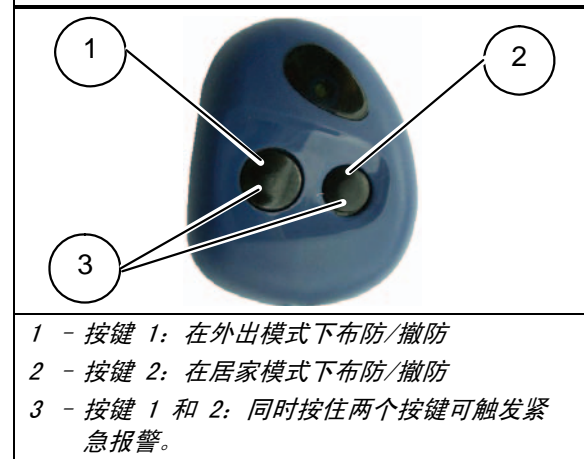 1
2
3
1 - 按键 1: 在外出模式下布防/撤防
2 - 按键 2: 在居家模式下布防/撤防
3 - 按键 1 和 2: 同时按住两个按键可触发紧
急报警。